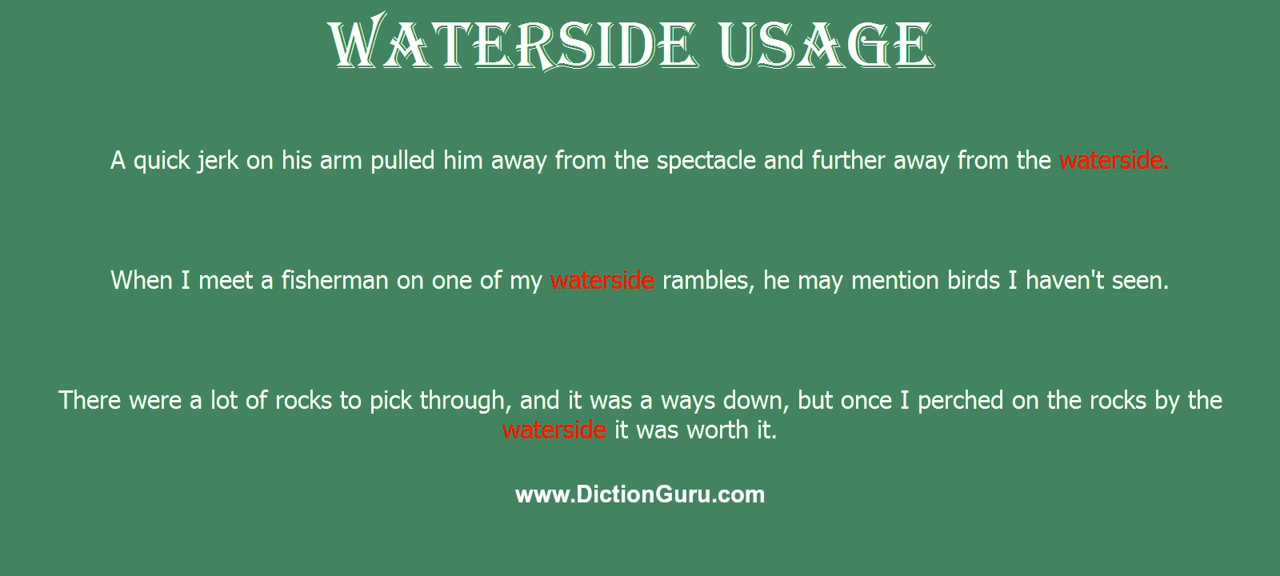 WATERSIDE USAGE
A quick jerk on his arm pulled him away from the spectacle and further away from the waterside.
When I meet a fisherman on one of my waterside rambles, he may mention birds I haven't seen.
There were a lot of rocks to pick through, and it was a ways down, but once I perched on the rocks by the
waterside it was worth it.
www.DictionGuru.com